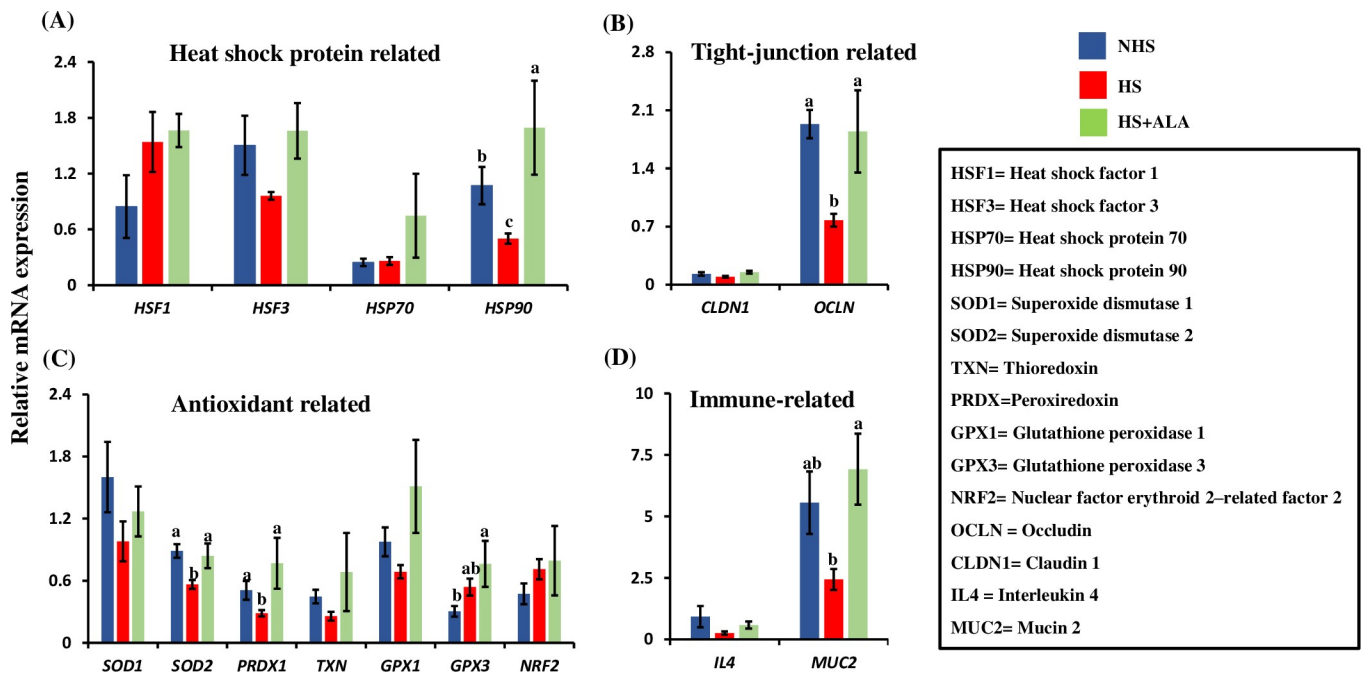 (A)
Heat shock protein related
2.4
1.8
1.2
0.6
0
a
b
c
HSF1
HSF3
HSP70
HSP90
(B)
Tight-junction related
2.8
2.1
1.4
0.7
0
a
b
a
CLDN1
OCLN
NHS
HS
HS+ALA
Relative mRNA expression
(C)
Antioxidant related
2.4
1.8
1.2
0.6
0
a
b
a
a
b
a
b
ab
a
SOD1
SOD2
PRDX1
TXN
GPX1
GPX3
NRF2
(D)
Immune-related
10
7.5
5
2.5
0
ab
b
a
IL4
MUC2
HSF1= Heat shock factor 1
HSF3= Heat shock factor 3
HSP70= Heat shock protein 70
HSP90= Heat shock protein 90
SOD1= Superoxide dismutase 1
SOD2= Superoxide dismutase 2
TXN= Thioredoxin
PRDX=Peroxiredoxin
GPX1= Glutathione peroxidase 1
GPX3= Glutathione peroxidase 3
NRF2= Nuclear factor erythroid 2–related factor 2
OCLN = Occludin
CLDN1= Claudin 1
IL4 = Interleukin 4
MUC2= Mucin 2